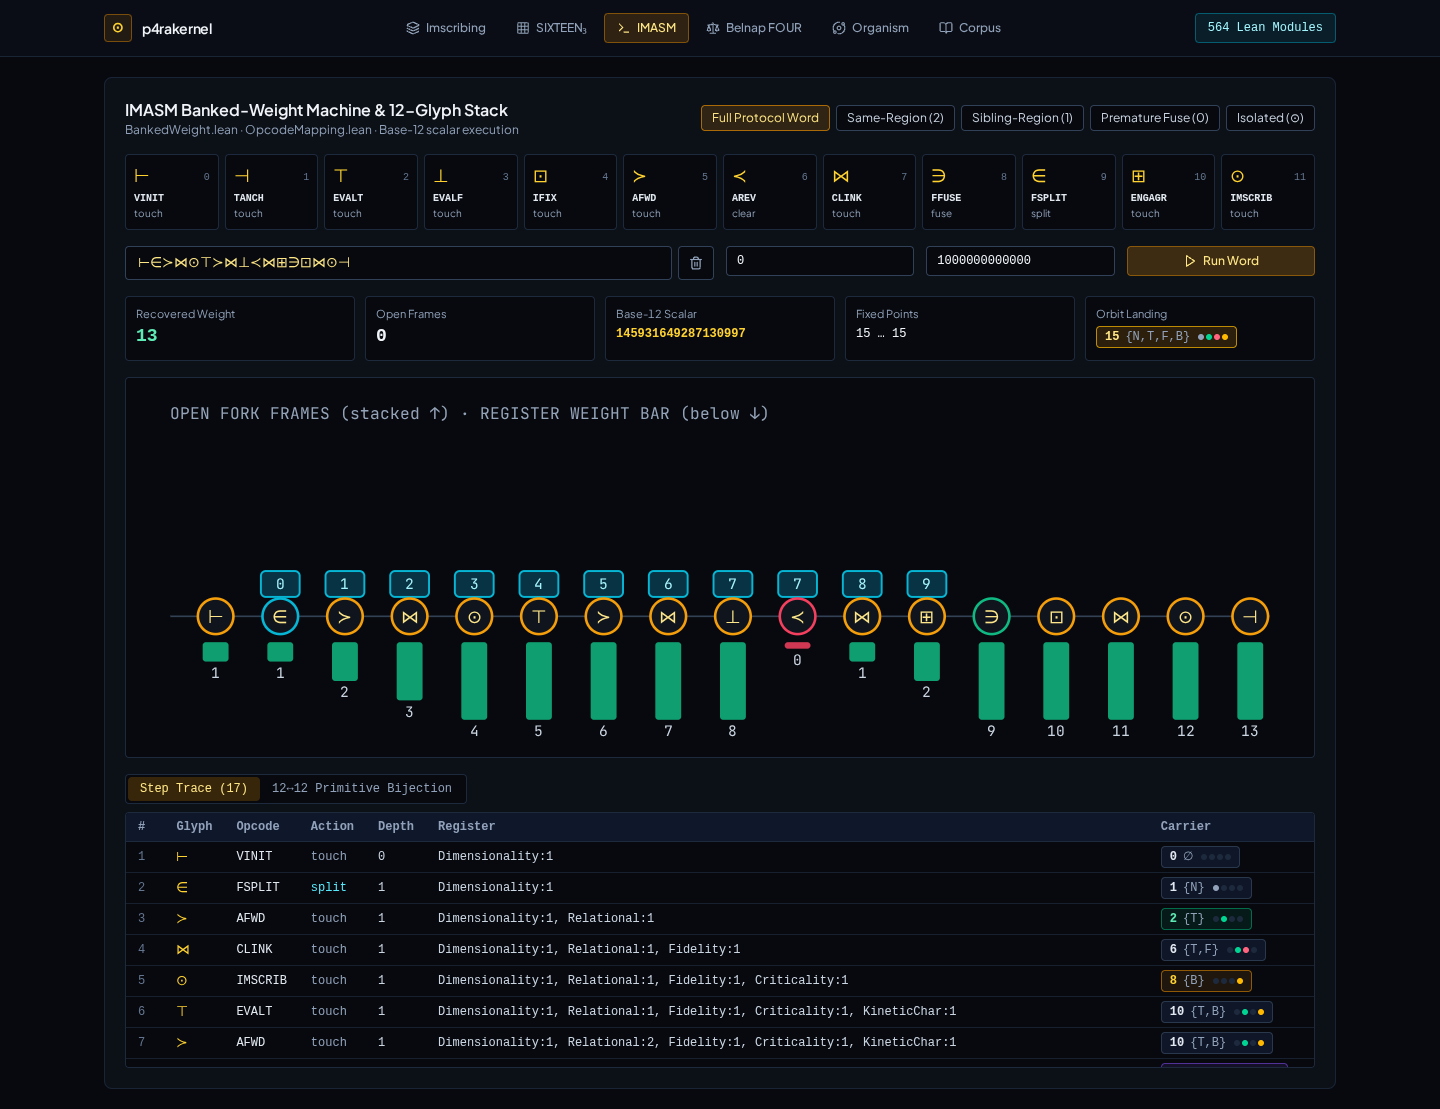 ⊙ p4rakernel
Imscribing SIXTEEN₃ IMASM Belnap FOUR Organism Corpus
564 Lean Modules
IMASM Banked-Weight Machine & 12-Glyph Stack
BankedWeight.lean · OpcodeMapping.lean · Base-12 scalar execution
Full Protocol Word Same-Region (2) Sibling-Region (1) Premature Fuse (0) Isolated (⊙)
⊢ 0 ⊣ 1 ⊤ 2 ⊥ 3 ⊡ 4 ≻ 5 ≺ 6 ⋈ 7 ∋ 8 ∈ 9 ⊞ 10 ⊙ 11
VINIT TANCH EVALT EVALF IFIX AFWD AREV CLINK FFUSE FSPLIT ENGAGR IMSCRIB
touch touch touch touch touch touch clear touch fuse split touch touch
⊢∈≻⋈⊙⊤≻⋈⊥≺⋈⊞∋⊡⋈⊙⊣ 0 1000000000000 Run Word
Recovered Weight Open Frames Base-12 Scalar Fixed Points Orbit Landing
13 0 145931649287130997 15 … 15 15 {N,T,F,B}
OPEN FORK FRAMES (stacked ↑) · REGISTER WEIGHT BAR (below ↓)
0 1 2 3 4 5 6 7 7 8 9
⊢ ∈ ≻ ⋈ ⊙ ⊤ ≻ ⋈ ⊥ ≺ ⋈ ⊞ ∋ ⊡ ⋈ ⊙ ⊣
1 1 2 3 4 5 6 7 8 0 1 2 9 10 11 12 13
Step Trace (17) 12↔12 Primitive Bijection
# Glyph Opcode Action Depth Register Carrier
1 ⊢ VINIT touch 0 Dimensionality:1 0 ∅
2 ∈ FSPLIT split 1 Dimensionality:1 1 {N}
3 ≻ AFWD touch 1 Dimensionality:1, Relational:1 2 {T}
4 ⋈ CLINK touch 1 Dimensionality:1, Relational:1, Fidelity:1 6 {T,F}
5 ⊙ IMSCRIB touch 1 Dimensionality:1, Relational:1, Fidelity:1, Criticality:1 8 {B}
6 ⊤ EVALT touch 1 Dimensionality:1, Relational:1, Fidelity:1, Criticality:1, KineticChar:1 10 {T,B}
7 ≻ AFWD touch 1 Dimensionality:1, Relational:2, Fidelity:1, Criticality:1, KineticChar:1 10 {T,B}